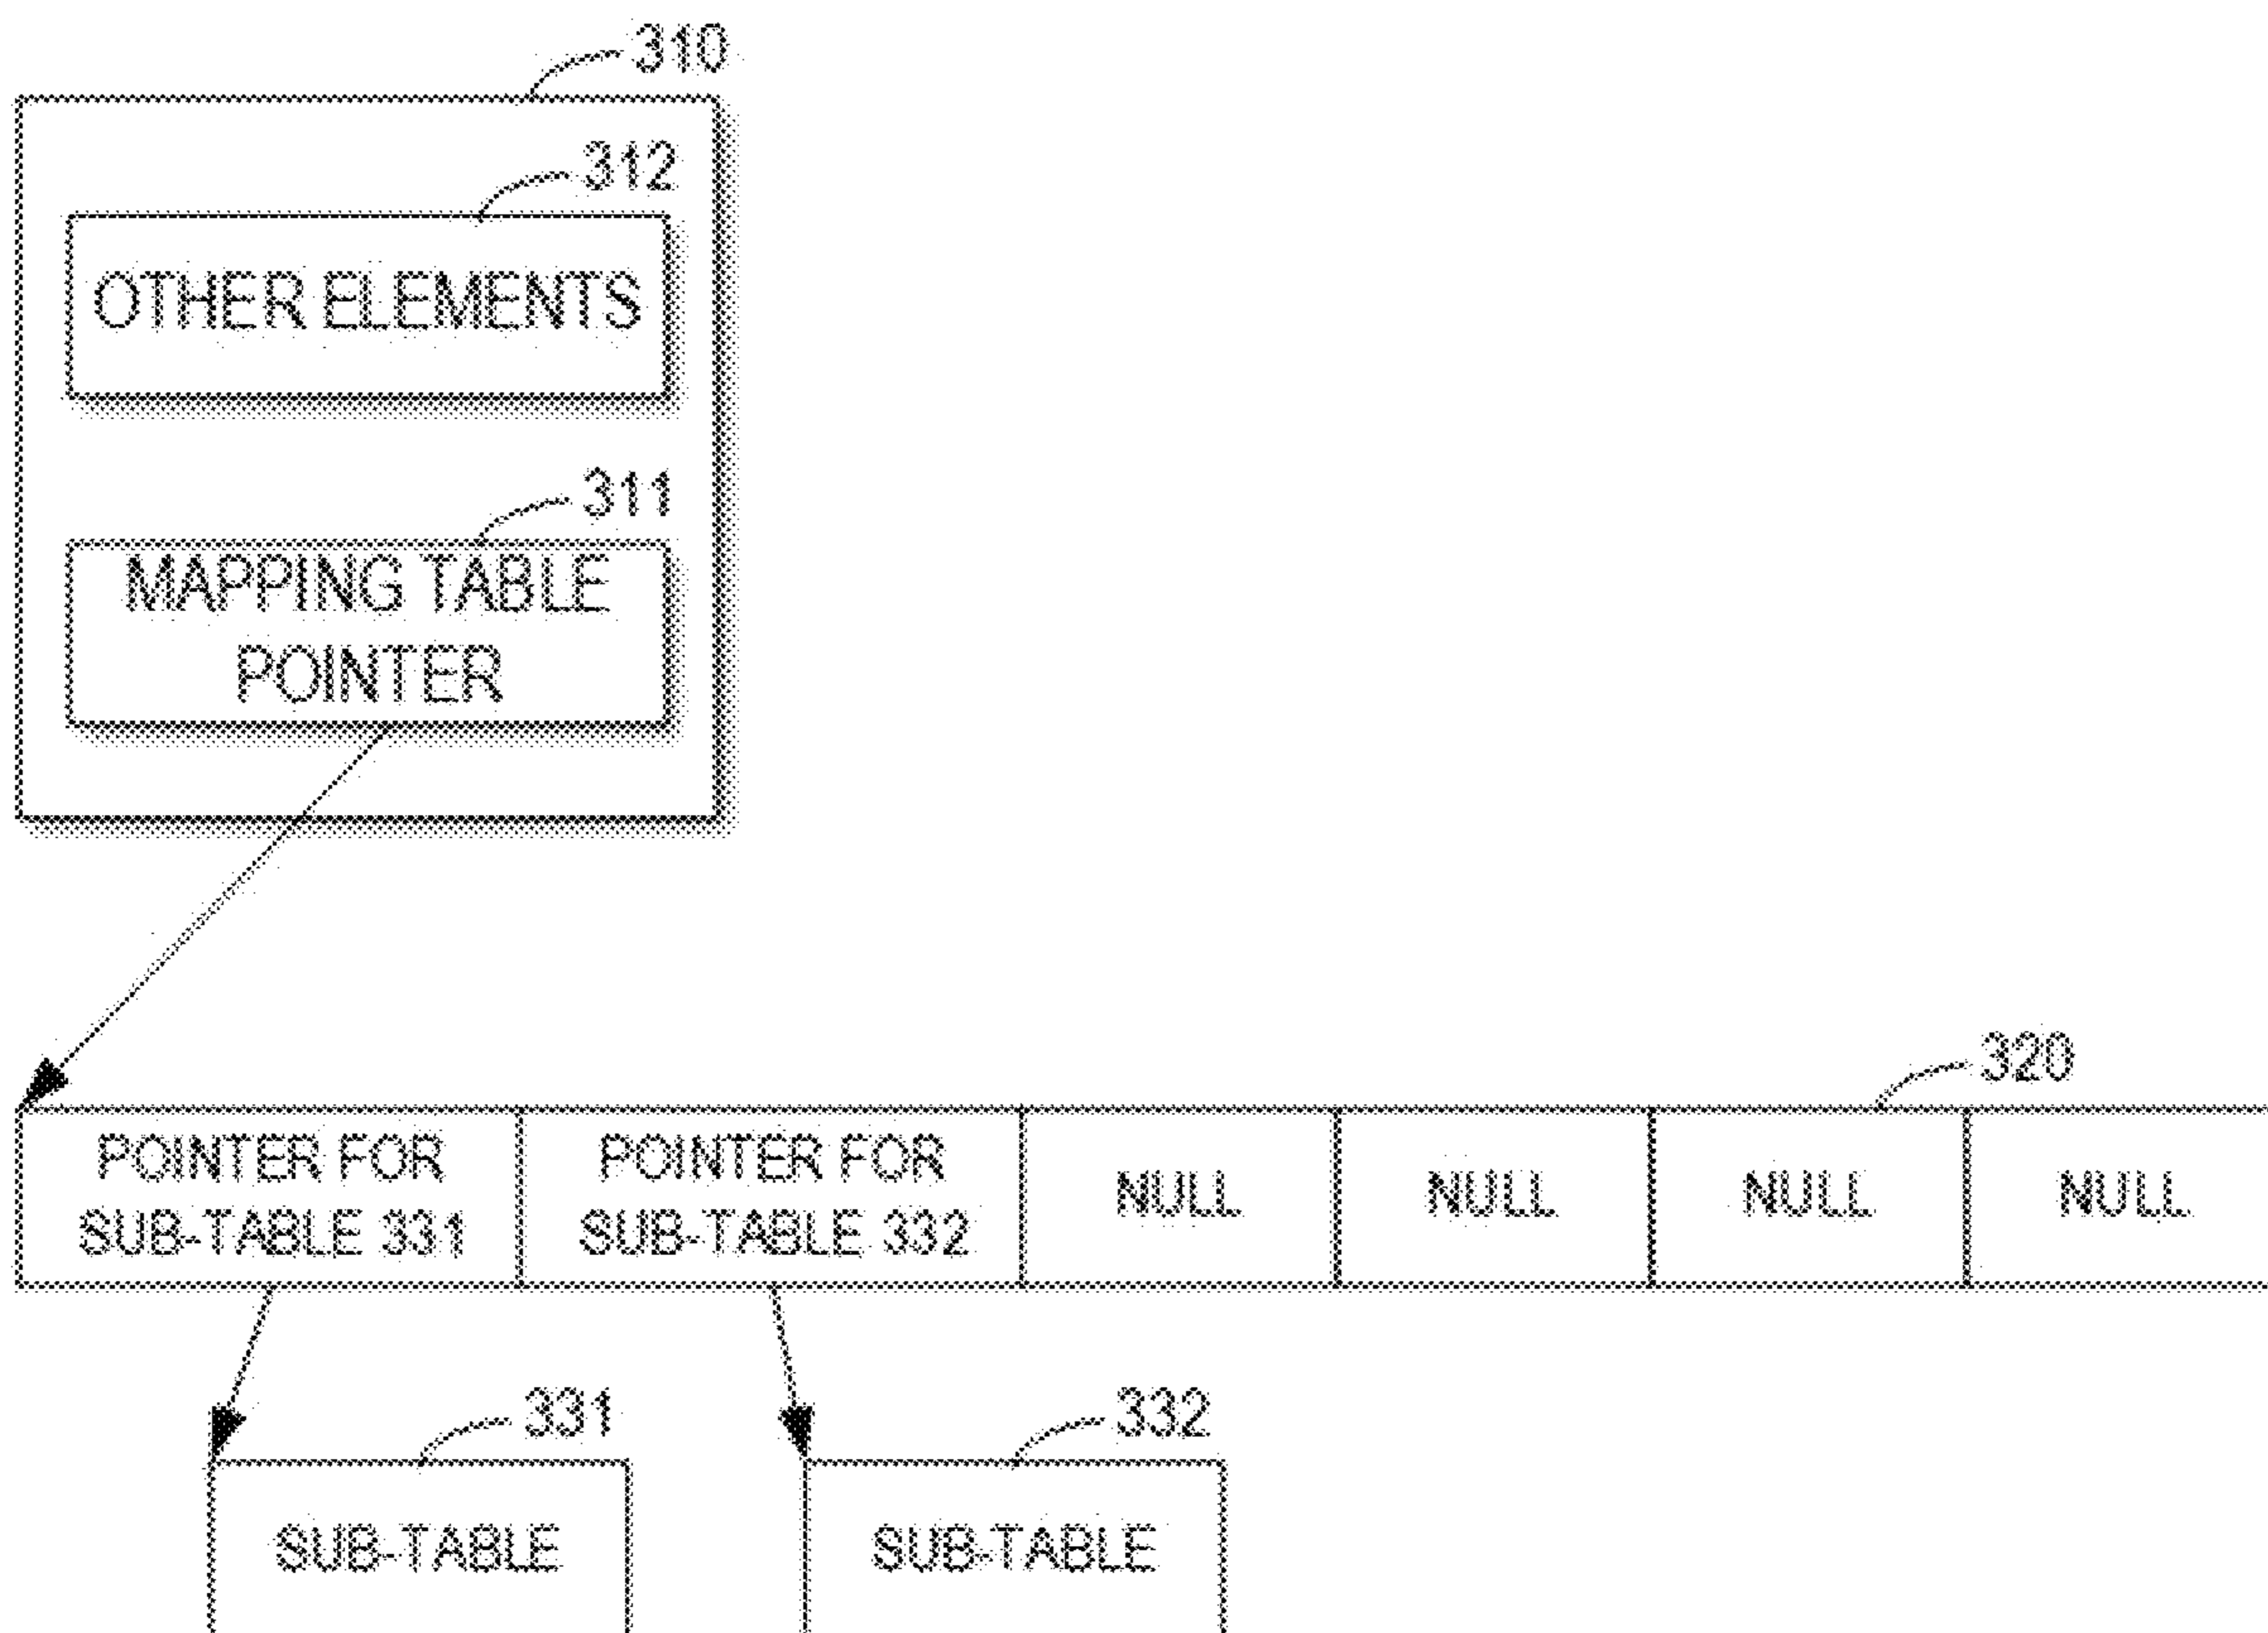 310
312
OTHER ELEMENTS
311
MAPPING TABLE
POINTER
320
POINTER FOR
SUB-TABLE 331
POINTER FOR
SUB-TABLE 332
NULL
NULL
NULL
NULL
331
332
SUB-TABLE
SUB-TABLE